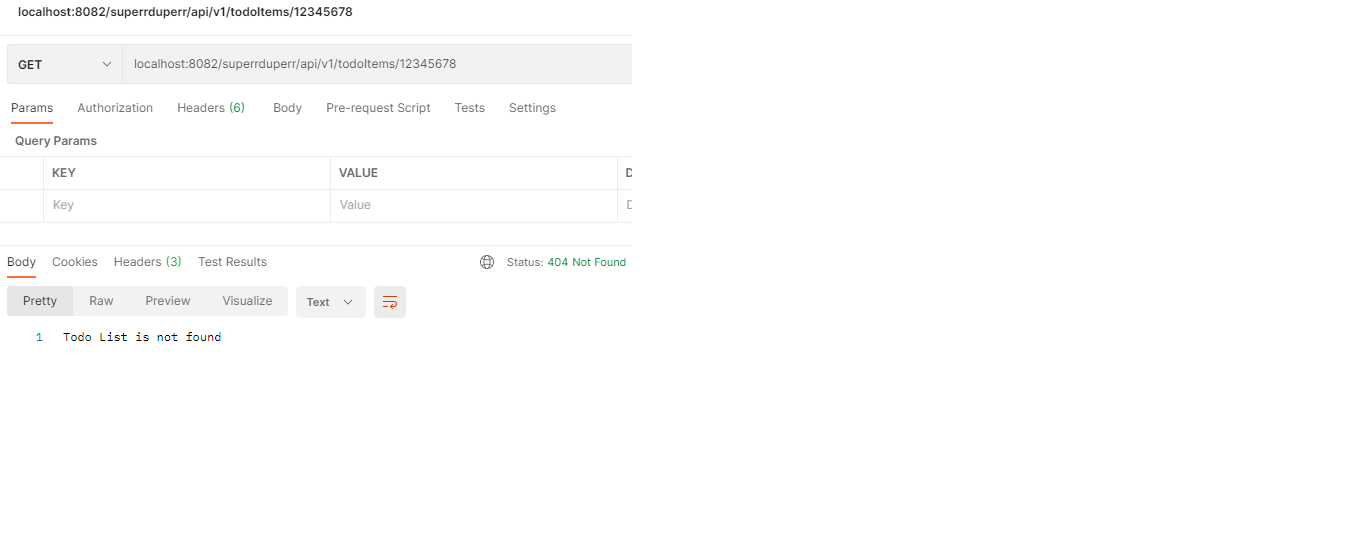 localhost:8082/superrduperr/api/v1/todoItems/12345678
GET localhost:8082/superrduperr/api/v1/todoItems/12345678
Params Authorization Headers (6) Body Pre-request Script Tests Settings
Query Params
KEY VALUE D
Key Value D
Body Cookies Headers (3) Test Results Status: 404 Not Found
Pretty Raw Preview Visualize Text
1 Todo List is not found